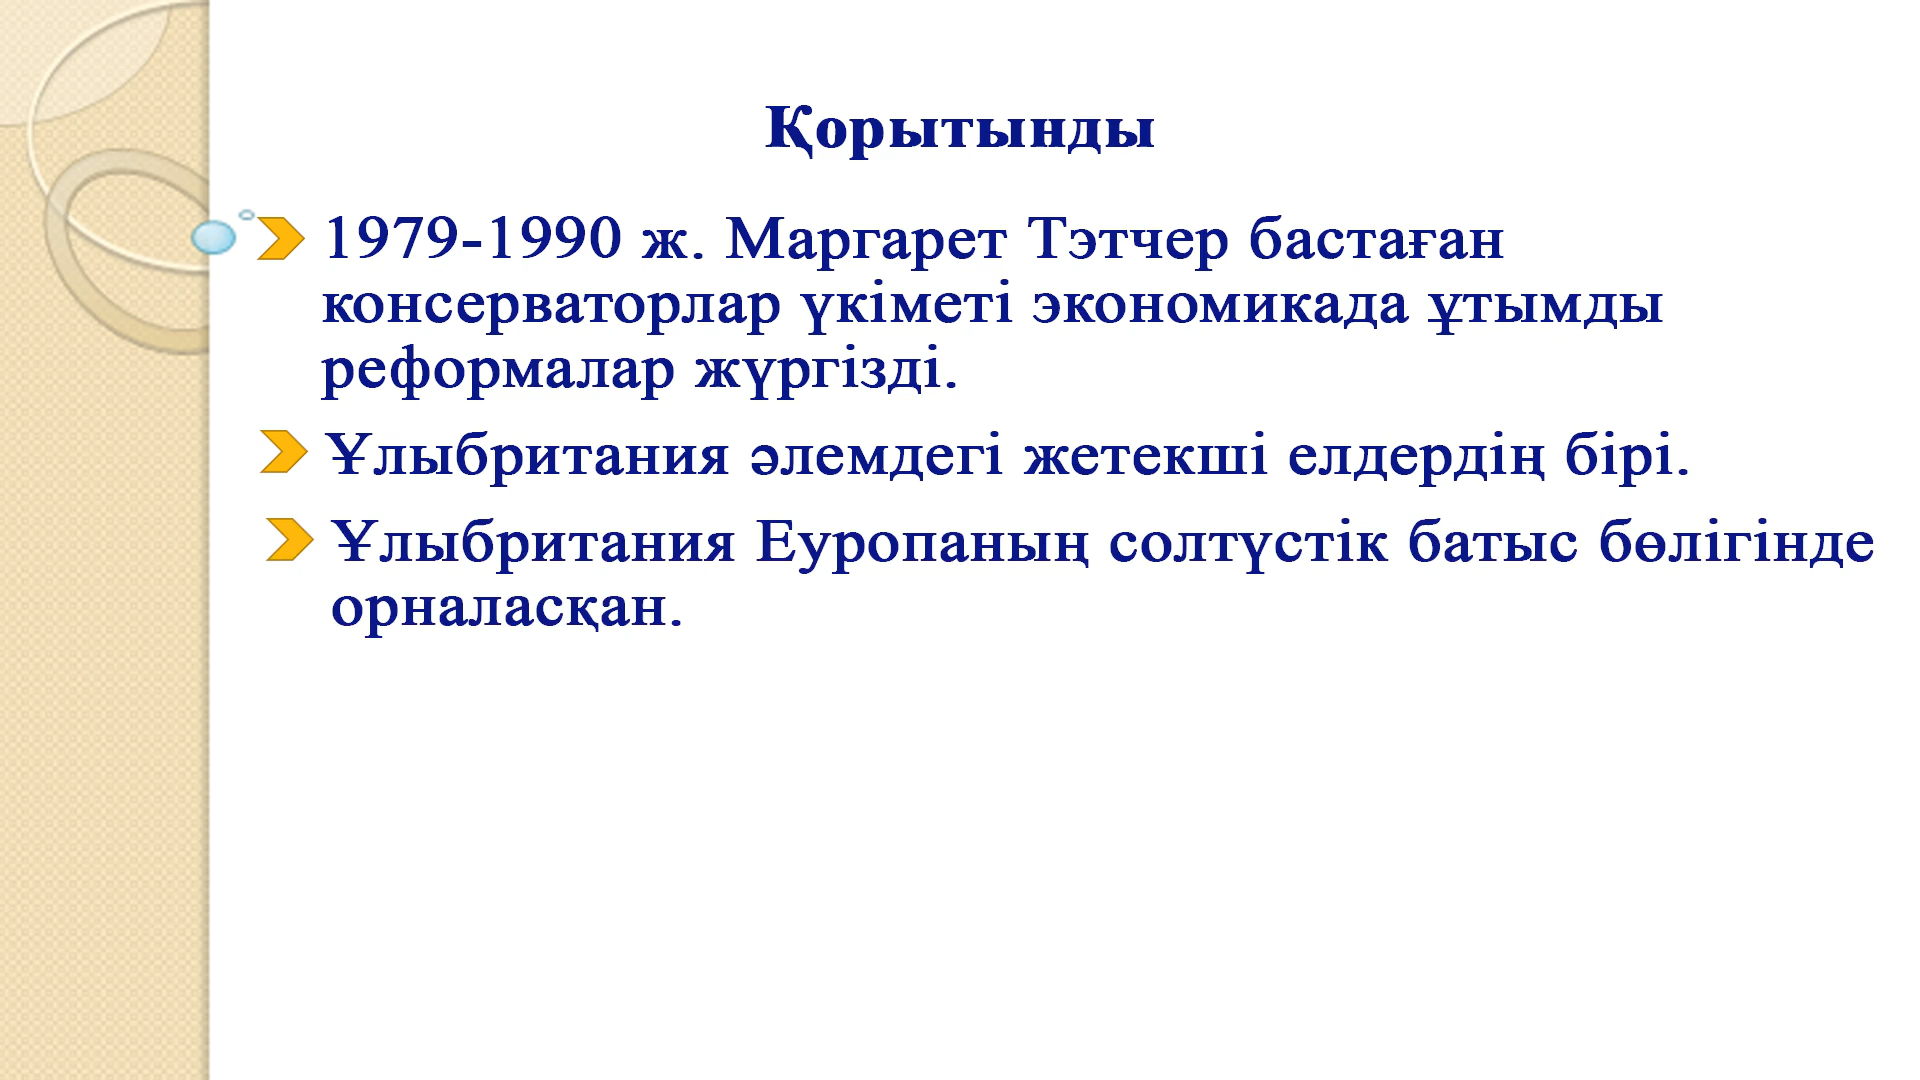 Қорытынды
1979-1990 ж. Маргарет Тэтчер бастаған
консерваторлар үкіметі экономикада ұтымды
реформалар жүргізді.
Ұлыбритания әлемдегі жетекші елдердің бірі.
Ұлыбритания Еуропаның солтүстік батыс бөлігінде
орналасқан.